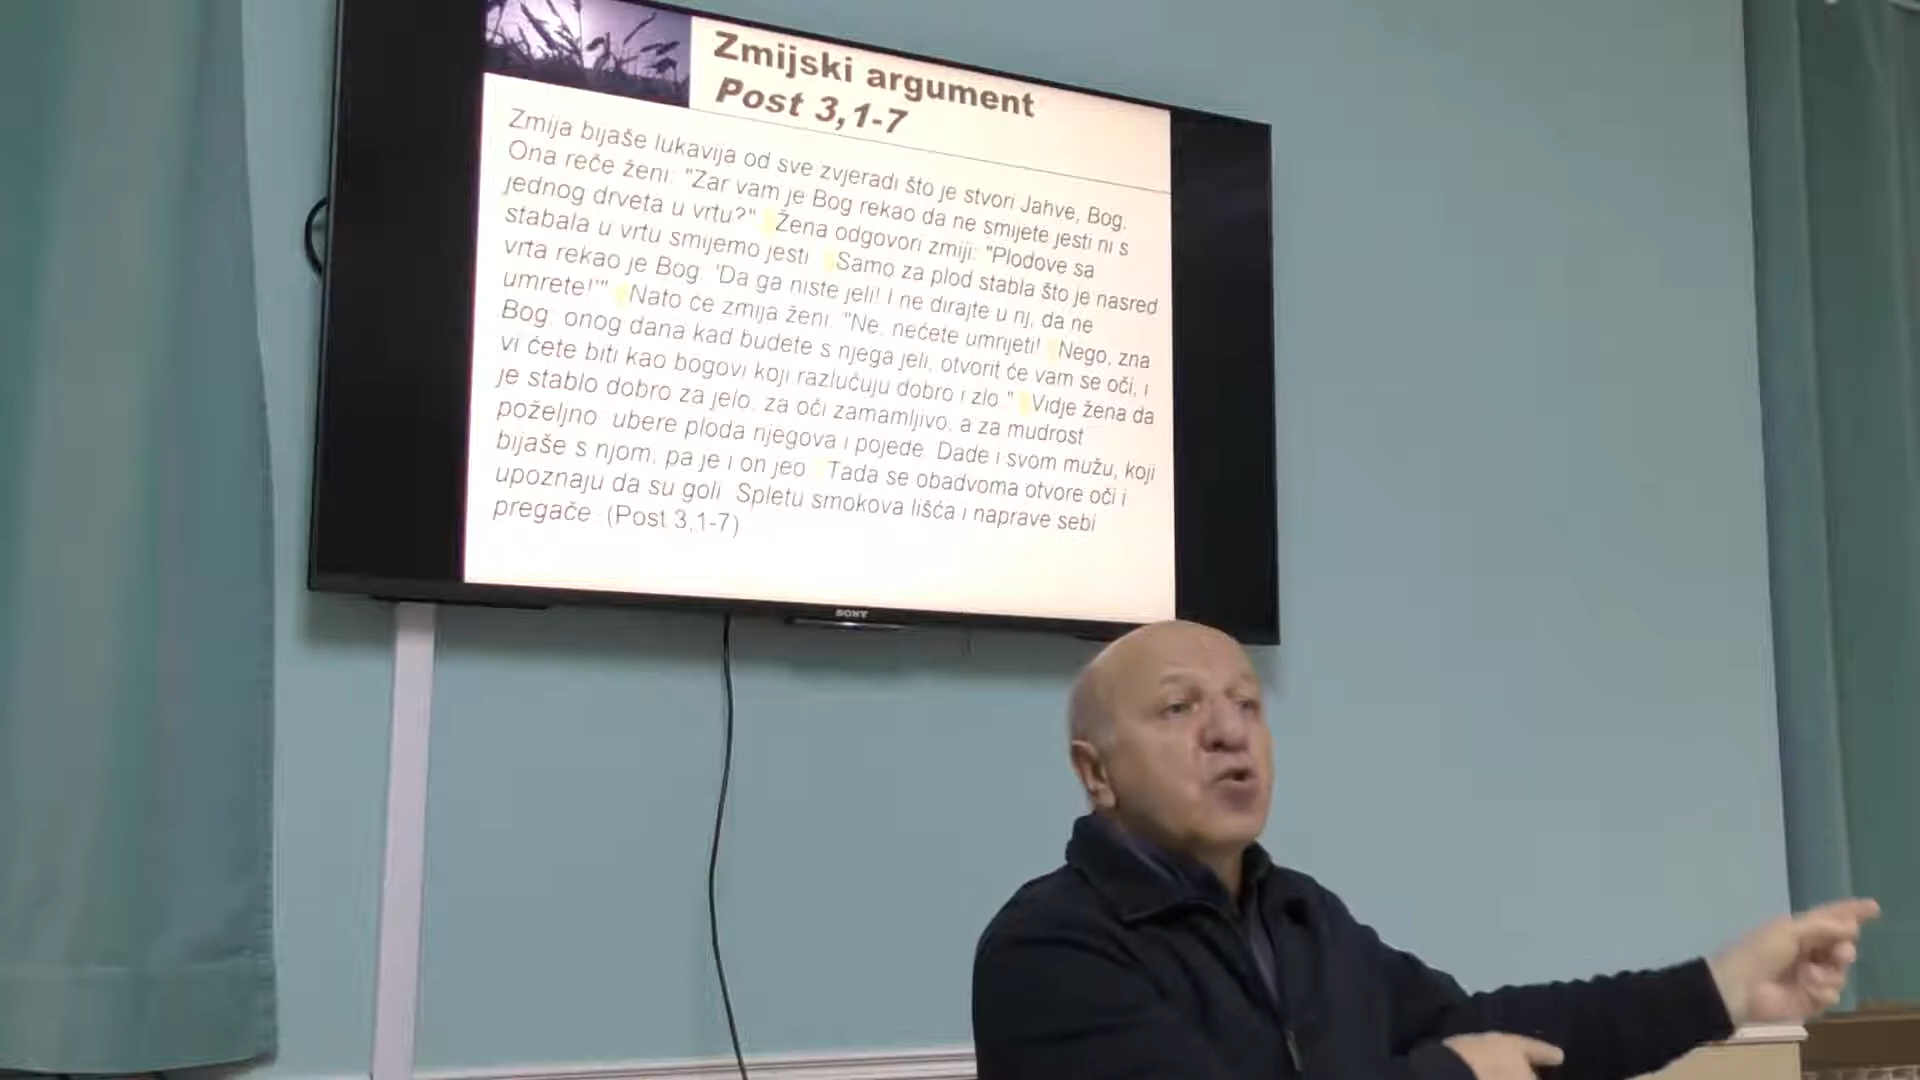 Zmijski argument
Post 3,1-7
Zmija bijaše lukavija od sve zvjeradi što je stvori Jahve, Bog.
Ona reče ženi: "Zar vam je Bog rekao da ne smijete jesti ni s
jednog drveta u vrtu?" Žena odgovori zmiji: "Plodove sa
stabala u vrtu smijemo jesti. Samo za plod stabla što je nasred
vrta rekao je Bog: 'Da ga niste jeli! I ne dirajte u nj, da ne
umrete!'" Nato će zmija ženi: "Ne, nećete umrijeti! Nego, zna
Bog: onog dana kad budete s njega jeli, otvorit će vam se oči, i
vi ćete biti kao bogovi koji razlučuju dobro i zlo." Vidje žena da
je stablo dobro za jelo, za oči zamamljivo, a za mudrost
poželjno: ubere ploda njegova i pojede. Dade i svom mužu, koji
bijaše s njom, pa je i on jeo. Tada se obadvoma otvore oči i
upoznaju da su goli. Spletu smokova lišća i naprave sebi
pregače. (Post 3,1-7)
SONY